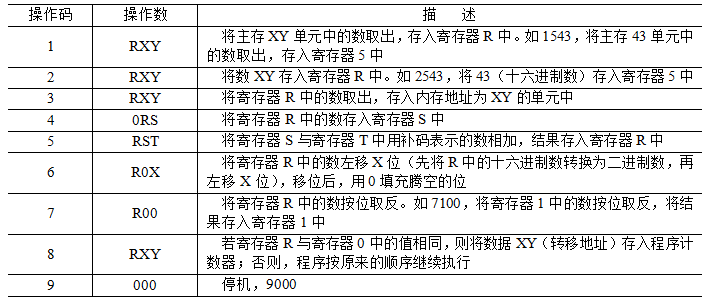 操作码 操作数 描 述
1 RXY 将主存 XY 单元中的数取出，存入寄存器 R 中。如 1543，将主存 43 单元中
的数取出，存入寄存器 5 中
2 RXY 将数 XY 存入寄存器 R 中。如 2543，将 43（十六进制数）存入寄存器 5 中
3 RXY 将寄存器 R 中的数取出，存入内存地址为 XY 的单元中
4 0RS 将寄存器 R 中的数存入寄存器 S 中
5 RST 将寄存器 S 与寄存器 T 中用补码表示的数相加，结果存入寄存器 R 中
6 R0X 将寄存器 R 中的数左移 X 位（先将 R 中的十六进制数转换为二进制数，再
左移 X 位），移位后，用 0 填充腾空的位
7 R00 将寄存器 R 中的数按位取反。如 7100，将寄存器 1 中的数按位取反，将结
果存入寄存器 1 中
8 RXY 若寄存器 R 与寄存器 0 中的值相同，则将数据 XY（转移地址）存入程序计
数器；否则，程序按原来的顺序继续执行
9 000 停机，9000